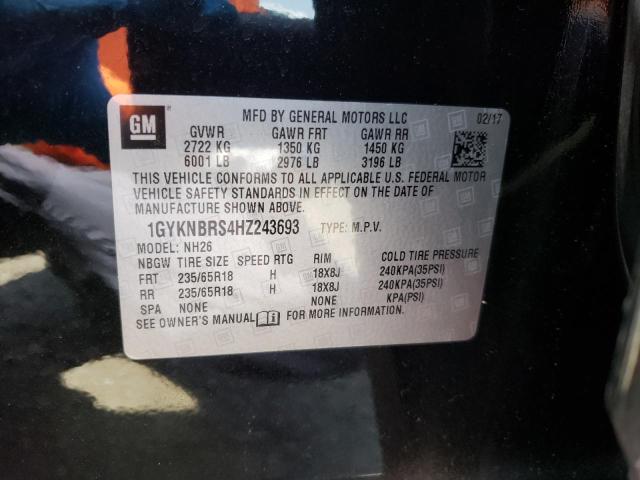 GM
MFD BY GENERAL MOTORS LLC 02/17
GVWR GAWR FRT GAWR RR
2722 KG 1350 KG 1450 KG
6001 LB 2976 LB 3196 LB
THIS VEHICLE CONFORMS TO ALL APPLICABLE U.S. FEDERAL MOTOR
VEHICLE SAFETY STANDARDS IN EFFECT ON THE DATE OF
MANUFACTURE SHOWN ABOVE.
1GYKNBRS4HZ243693 TYPE: M.P.V.
MODEL: NH26
NBGW TIRE SIZE SPEED RTG RIM COLD TIRE PRESSURE
FRT 235/65R18 H 18X8J 240KPA(35PSI)
RR 235/65R18 H 18X8J 240KPA(35PSI)
SPA NONE NONE KPA(PSI)
SEE OWNER'S MANUAL FOR MORE INFORMATION.